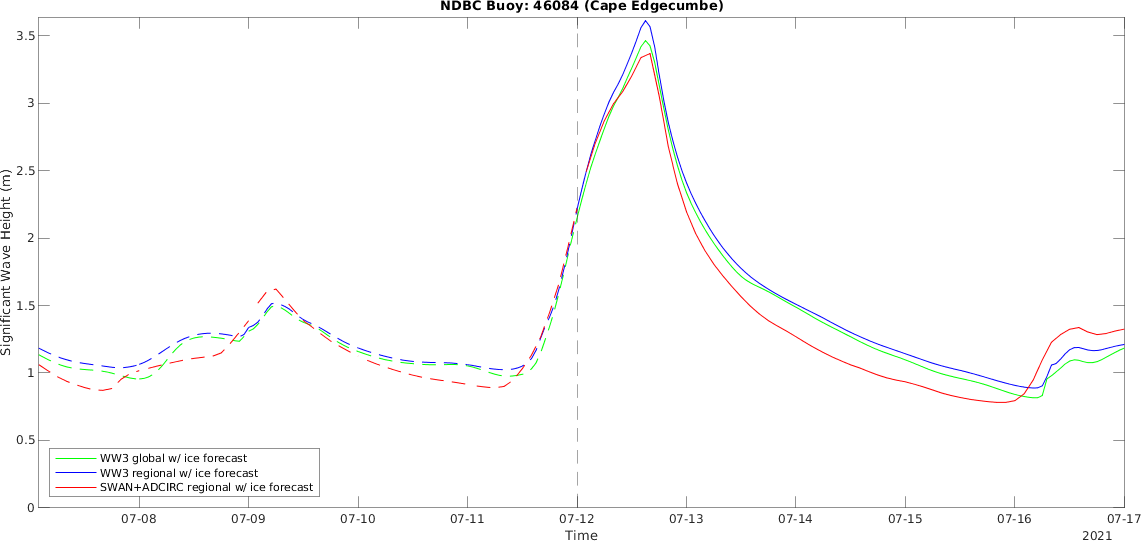 NDBC Buoy: 46084 (Cape Edgecumbe)
Significant Wave Height (m)
3.5
3
2.5
2
1.5
1
0.5
0
WW3 global w/ ice forecast
WW3 regional w/ ice forecast
SWAN+ADCIRC regional w/ ice forecast
07-08 07-09 07-10 07-11 07-12 07-13 07-14 07-15 07-16 07-17
Time
2021